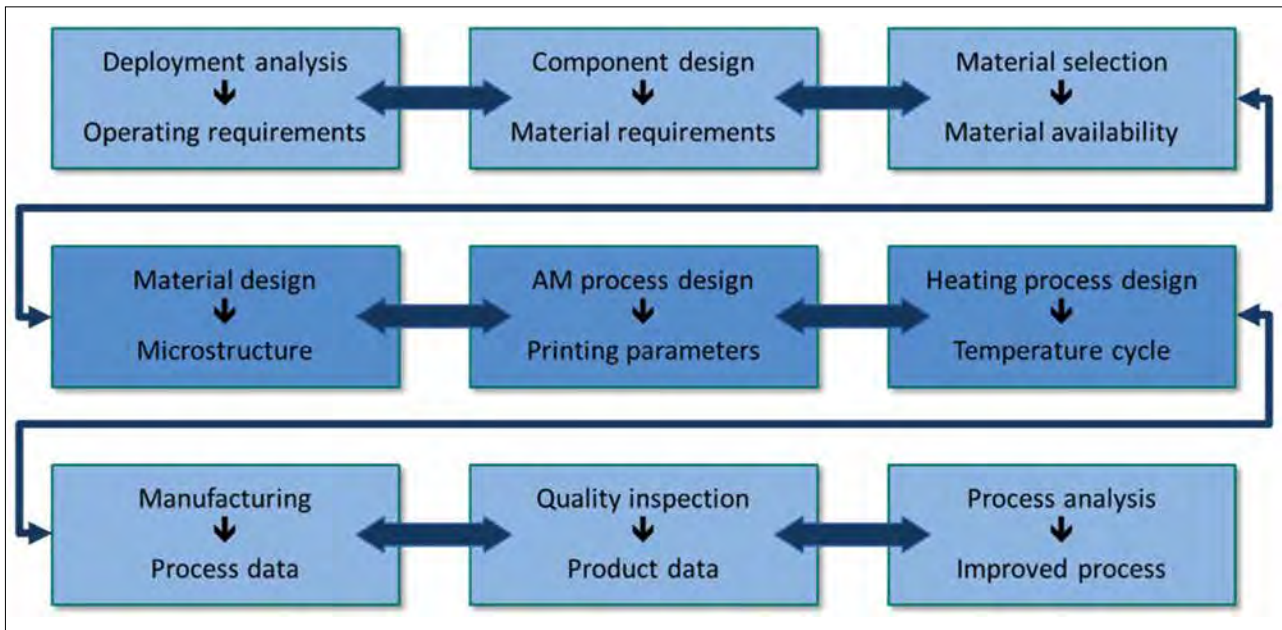 Deployment analysis
Operating requirements
Component design
Material requirements
Material selection
Material availability
Material design
Microstructure
AM process design
Printing parameters
Heating process design
Temperature cycle
Manufacturing
Process data
Quality inspection
Product data
Process analysis
Improved process